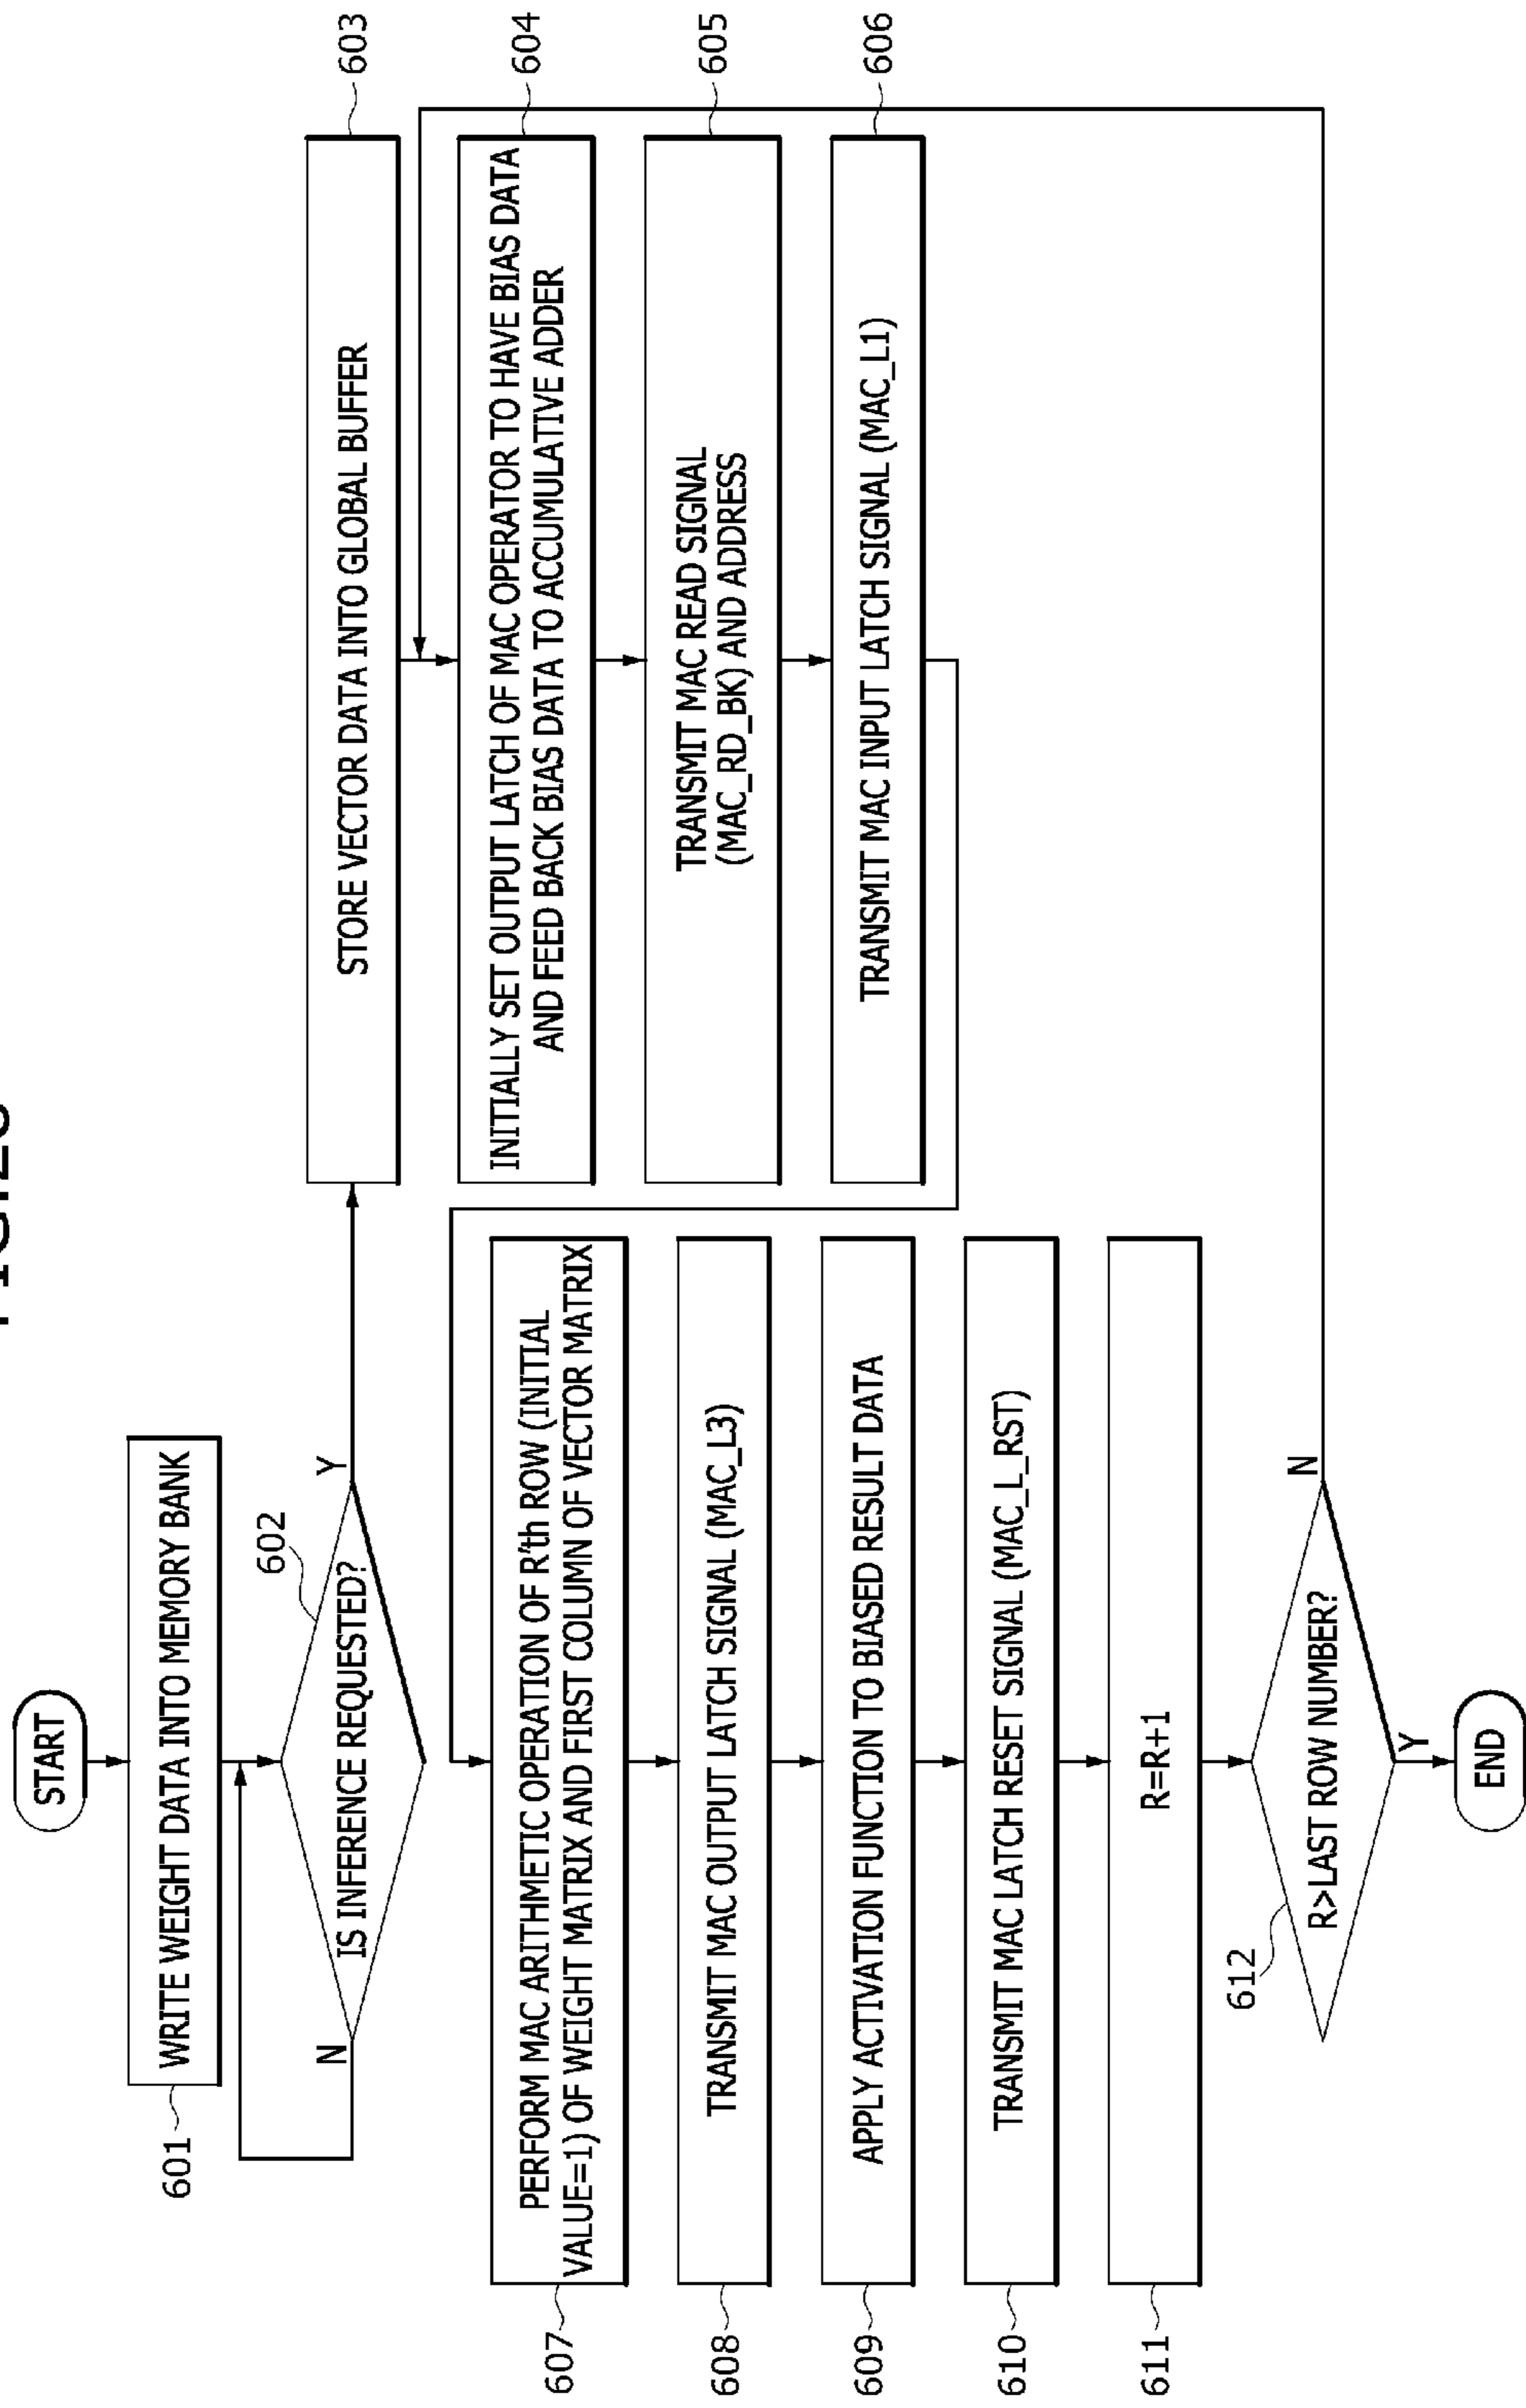 START
601
WRITE WEIGHT DATA INTO MEMORY BANK
602
IS INFERENCE REQUESTED?
N
Y
603
STORE VECTOR DATA INTO GLOBAL BUFFER
604
INITIALLY SET OUTPUT LATCH OF MAC OPERATOR TO HAVE BIAS DATA
AND FEED BACK BIAS DATA TO ACCUMULATIVE ADDER
605
TRANSMIT MAC READ SIGNAL
(MAC_RD_BK) AND ADDRESS
606
TRANSMIT MAC INPUT LATCH SIGNAL (MAC_L1)
607
PERFORM MAC ARITHMETIC OPERATION OF R'th ROW (INITIAL
VALUE=1) OF WEIGHT MATRIX AND FIRST COLUMN OF VECTOR MATRIX
608
TRANSMIT MAC OUTPUT LATCH SIGNAL (MAC_L3)
609
APPLY ACTIVATION FUNCTION TO BIASED RESULT DATA
610
TRANSMIT MAC LATCH RESET SIGNAL (MAC_L_RST)
611
R=R+1
612
R>LAST ROW NUMBER?
N
Y
END